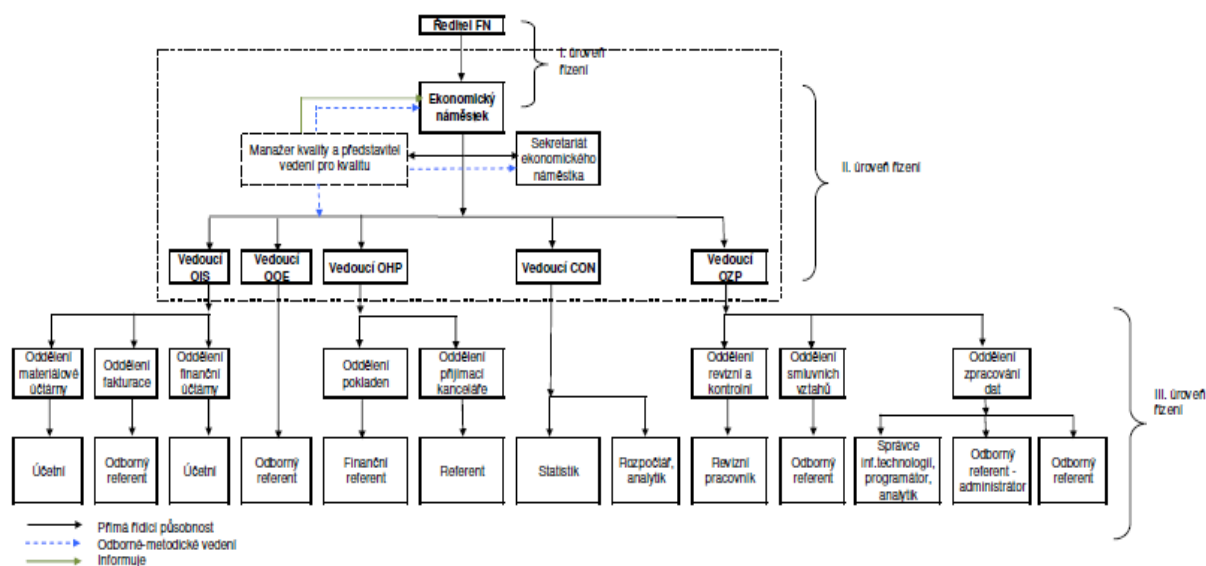 Ředitel FN
I. úroveň
řízení
Ekonomický
náměstek
Manažer kvality a představitel
vedení pro kvalitu
Sekretariát
ekonomického
náměstka
II. úroveň řízení
Vedoucí
OIS
Vedoucí
OOE
Vedoucí OHP
Vedoucí CON
Vedoucí
OZP
Oddělení
materiálové
účtárny
Oddělení
fakturace
Oddělení
finanční
účtárny
Oddělení
pokladen
Oddělení
přijímací
kanceláře
Oddělení
revizní a
kontrolní
Oddělení
smluvních
vztahů
Oddělení
zpracování
dat
III. úroveň
řízení
Účetní
Odborný
referent
Účetní
Odborný
referent
Finanční
referent
Referent
Statistik
Rozpočtář,
analytik
Revizní
pracovník
Odborný
referent
Správce
inf.technologií,
programátor,
analytik
Odborný
referent -
administrátor
Odborný
referent
Přímá řídící působnost
Odborně-metodické vedení
Informuje